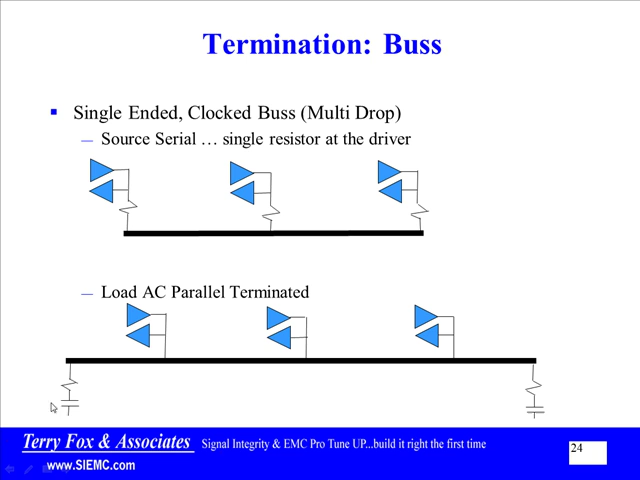 Termination: Buss
Single Ended, Clocked Buss (Multi Drop)
— Source Serial … single resistor at the driver
— Load AC Parallel Terminated
Terry Fox & Associates Signal Integrity & EMC Pro Tune UP...build it right the first time
24
www.SIEMC.com